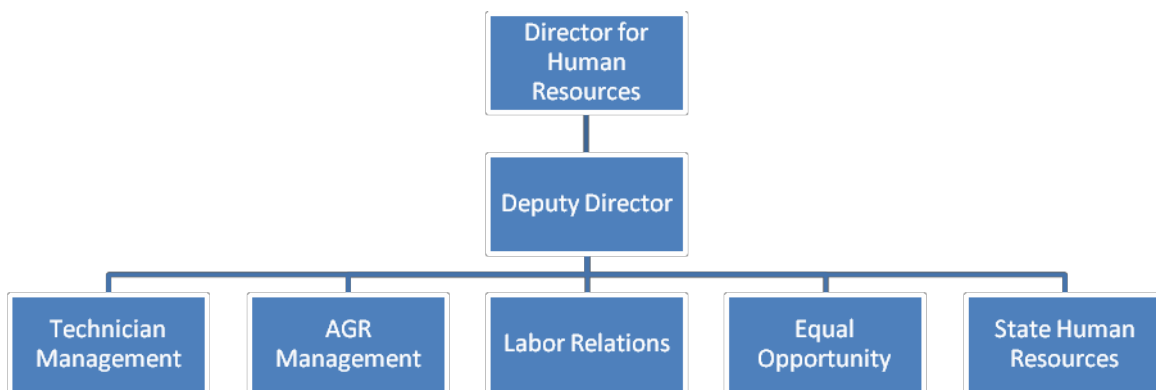 Director for
Human
Resources
Deputy Director
Technician
Management
AGR
Management
Labor Relations
Equal
Opportunity
State Human
Resources